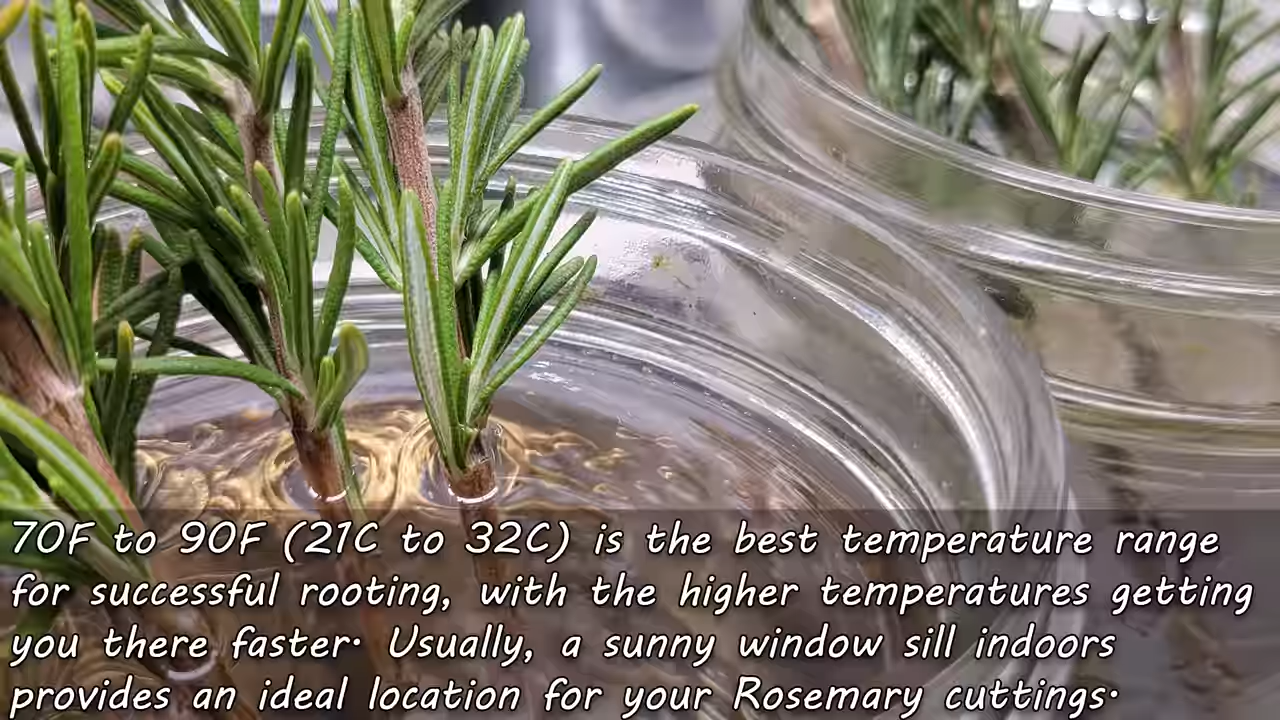 70F to 90F (21C to 32C) is the best temperature range
for successful rooting, with the higher temperatures getting
you there faster. Usually, a sunny window sill indoors
provides an ideal location for your Rosemary cuttings.